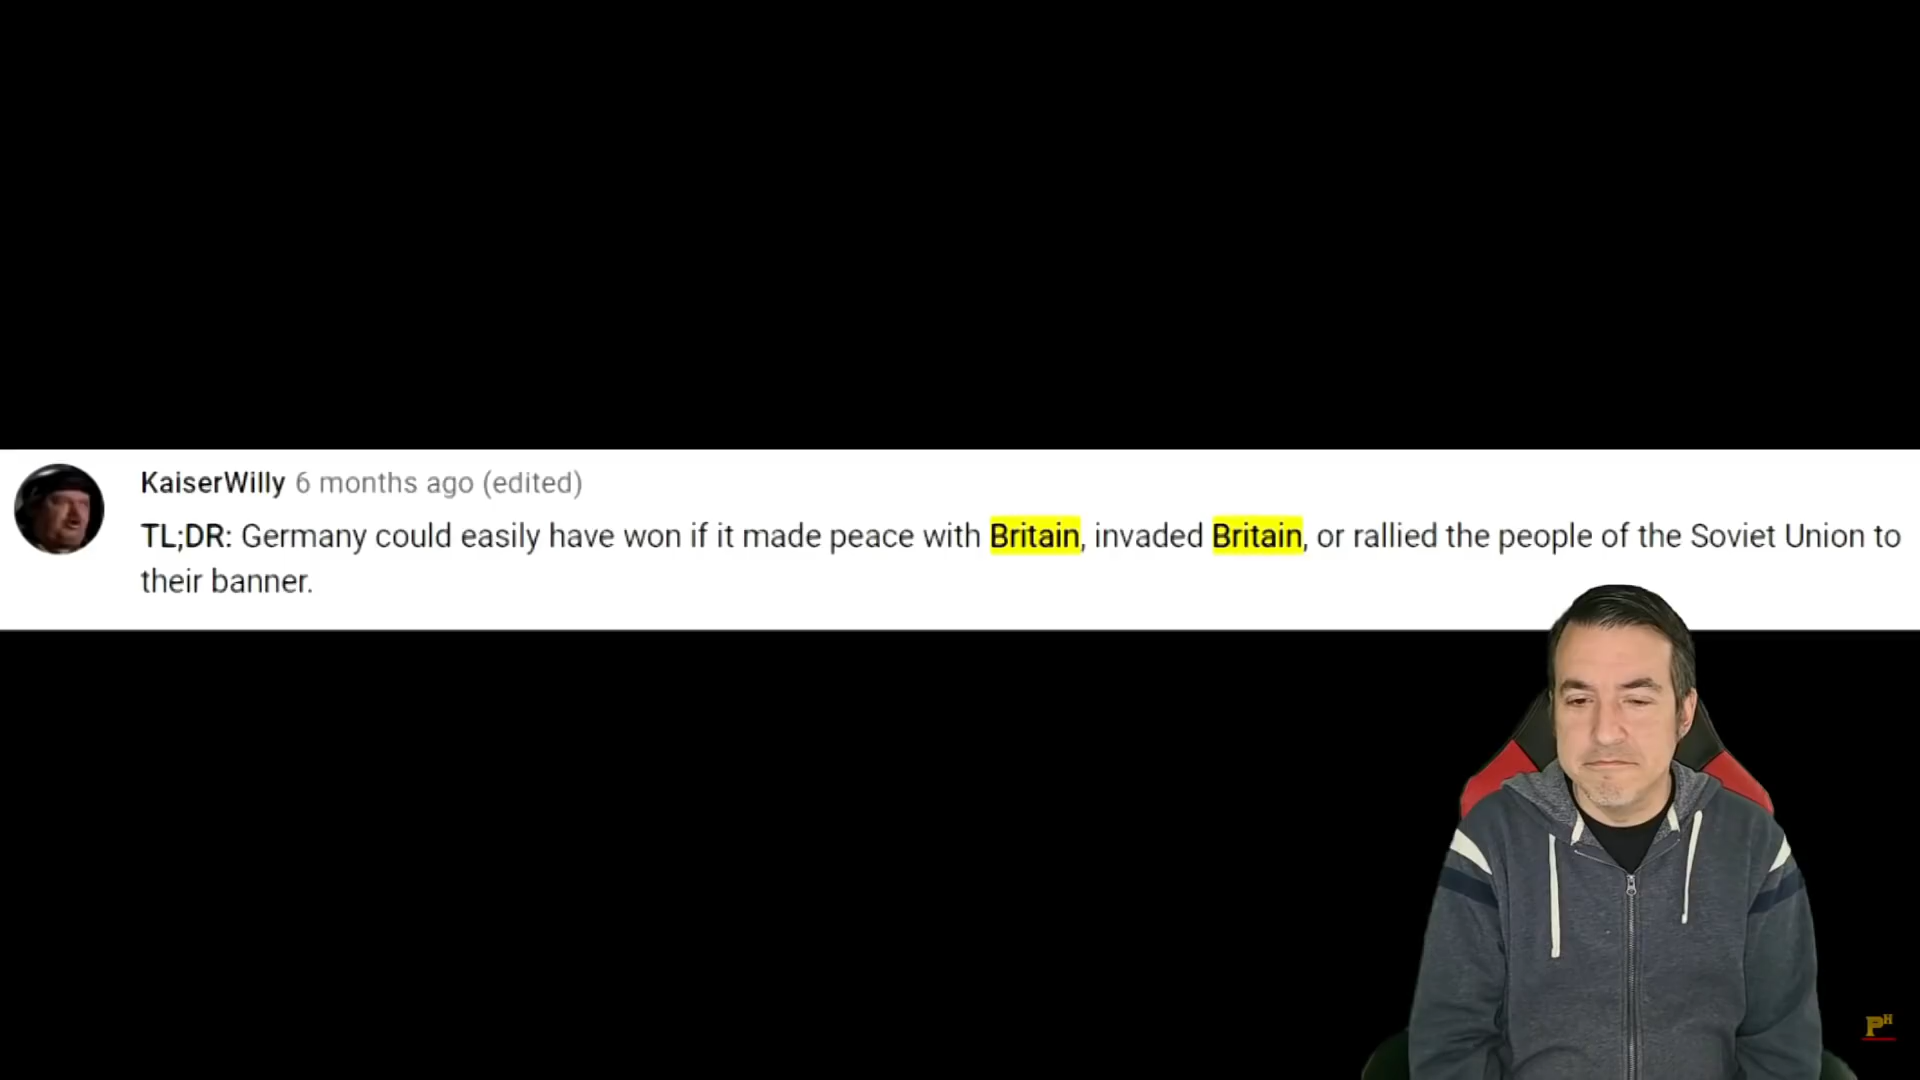 KaiserWilly 6 months ago (edited)
TL;DR: Germany could easily have won if it made peace with Britain, invaded Britain, or rallied the people of the Soviet Union to
their banner.
PH